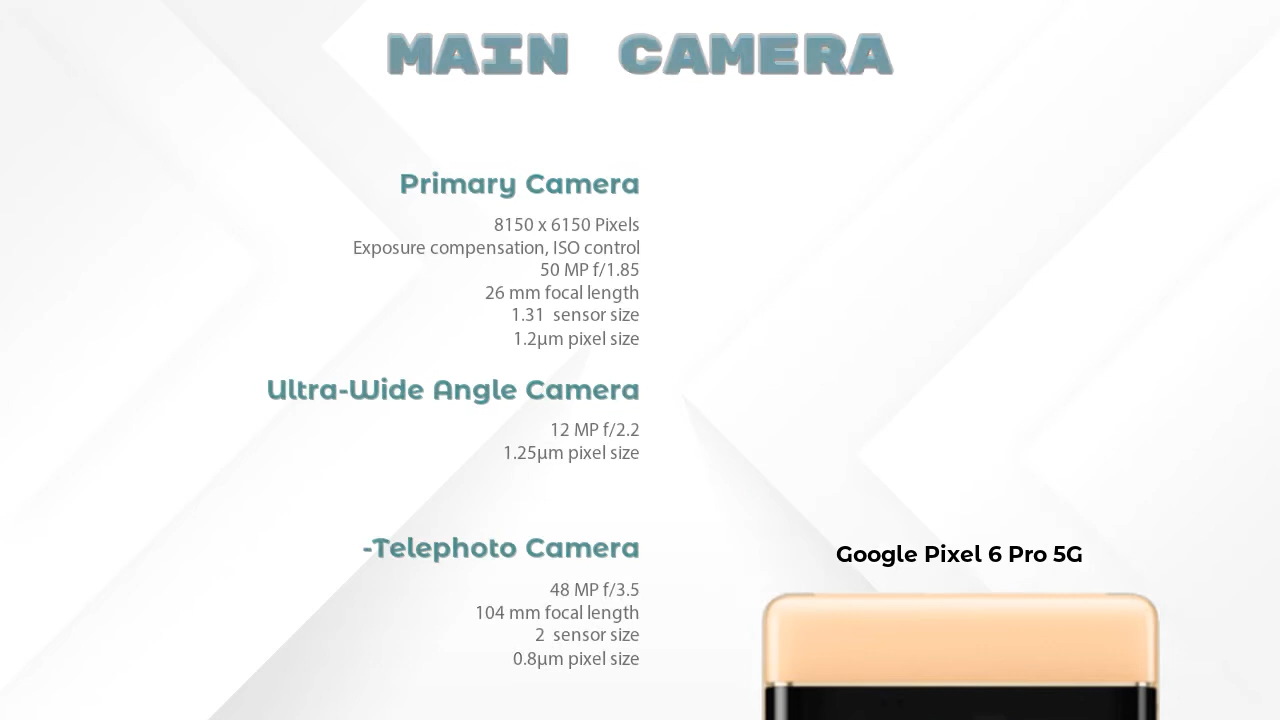 MAIN CAMERA
Primary Camera
8150 x 6150 Pixels
Exposure compensation, ISO control
50 MP f/1.85
26 mm focal length
1.31 sensor size
1.2µm pixel size
Ultra-Wide Angle Camera
12 MP f/2.2
1.25µm pixel size
-Telephoto Camera
48 MP f/3.5
104 mm focal length
2 sensor size
0.8µm pixel size
Google Pixel 6 Pro 5G